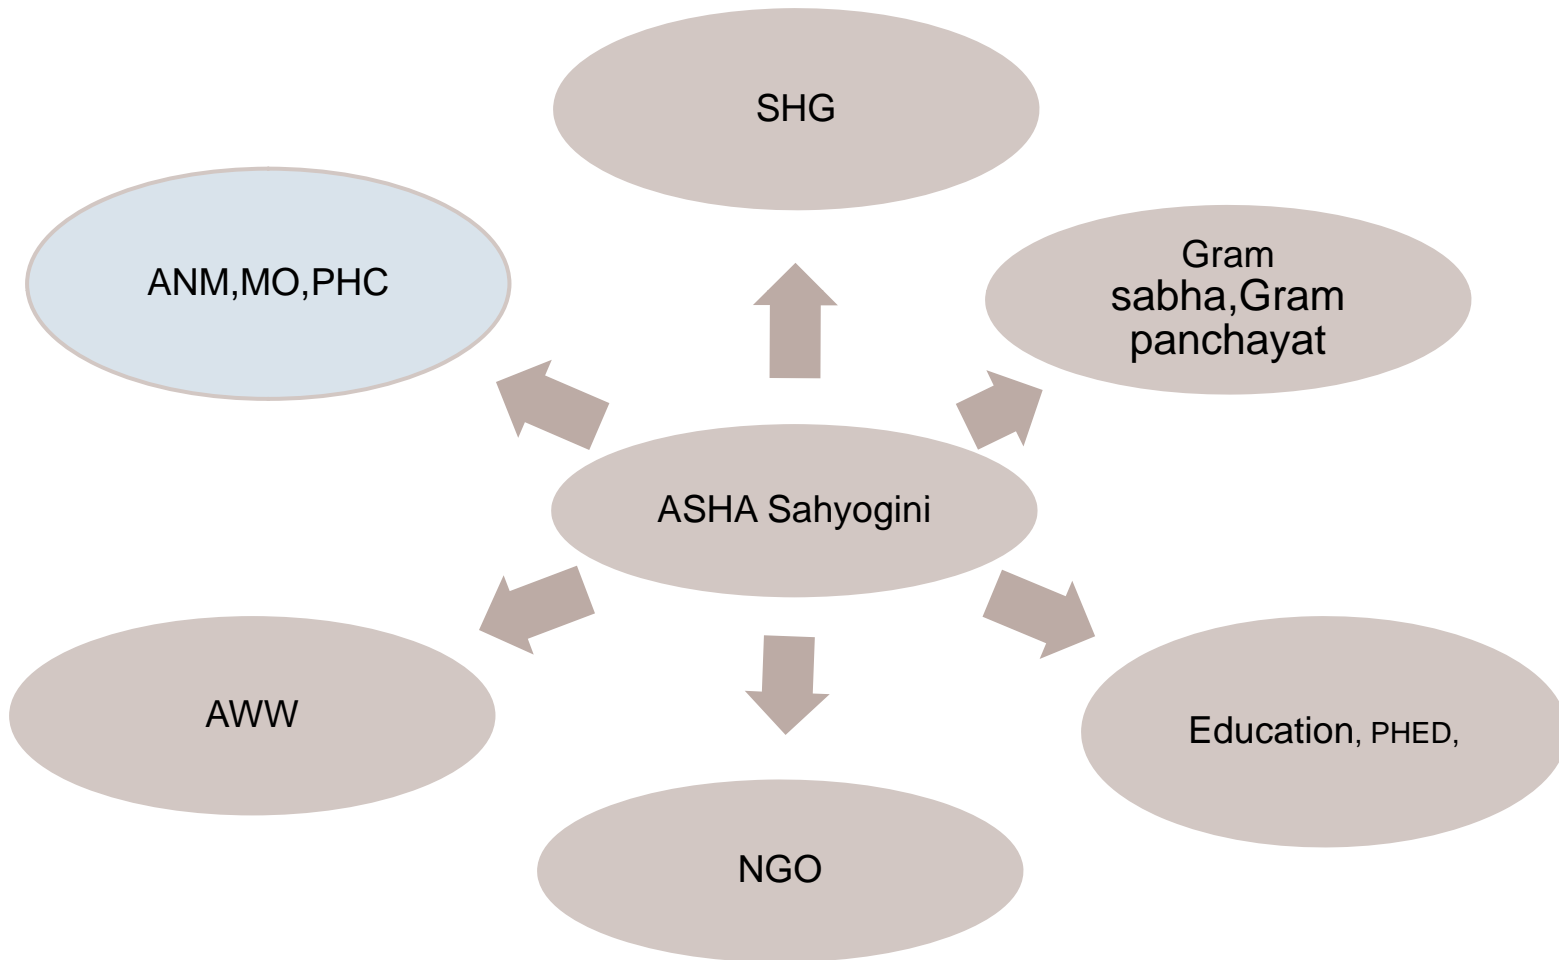 SHG
ANM,MO,PHC
Gram
sabha,Gram
panchayat
ASHA Sahyogini
AWW
Education, PHED,
NGO